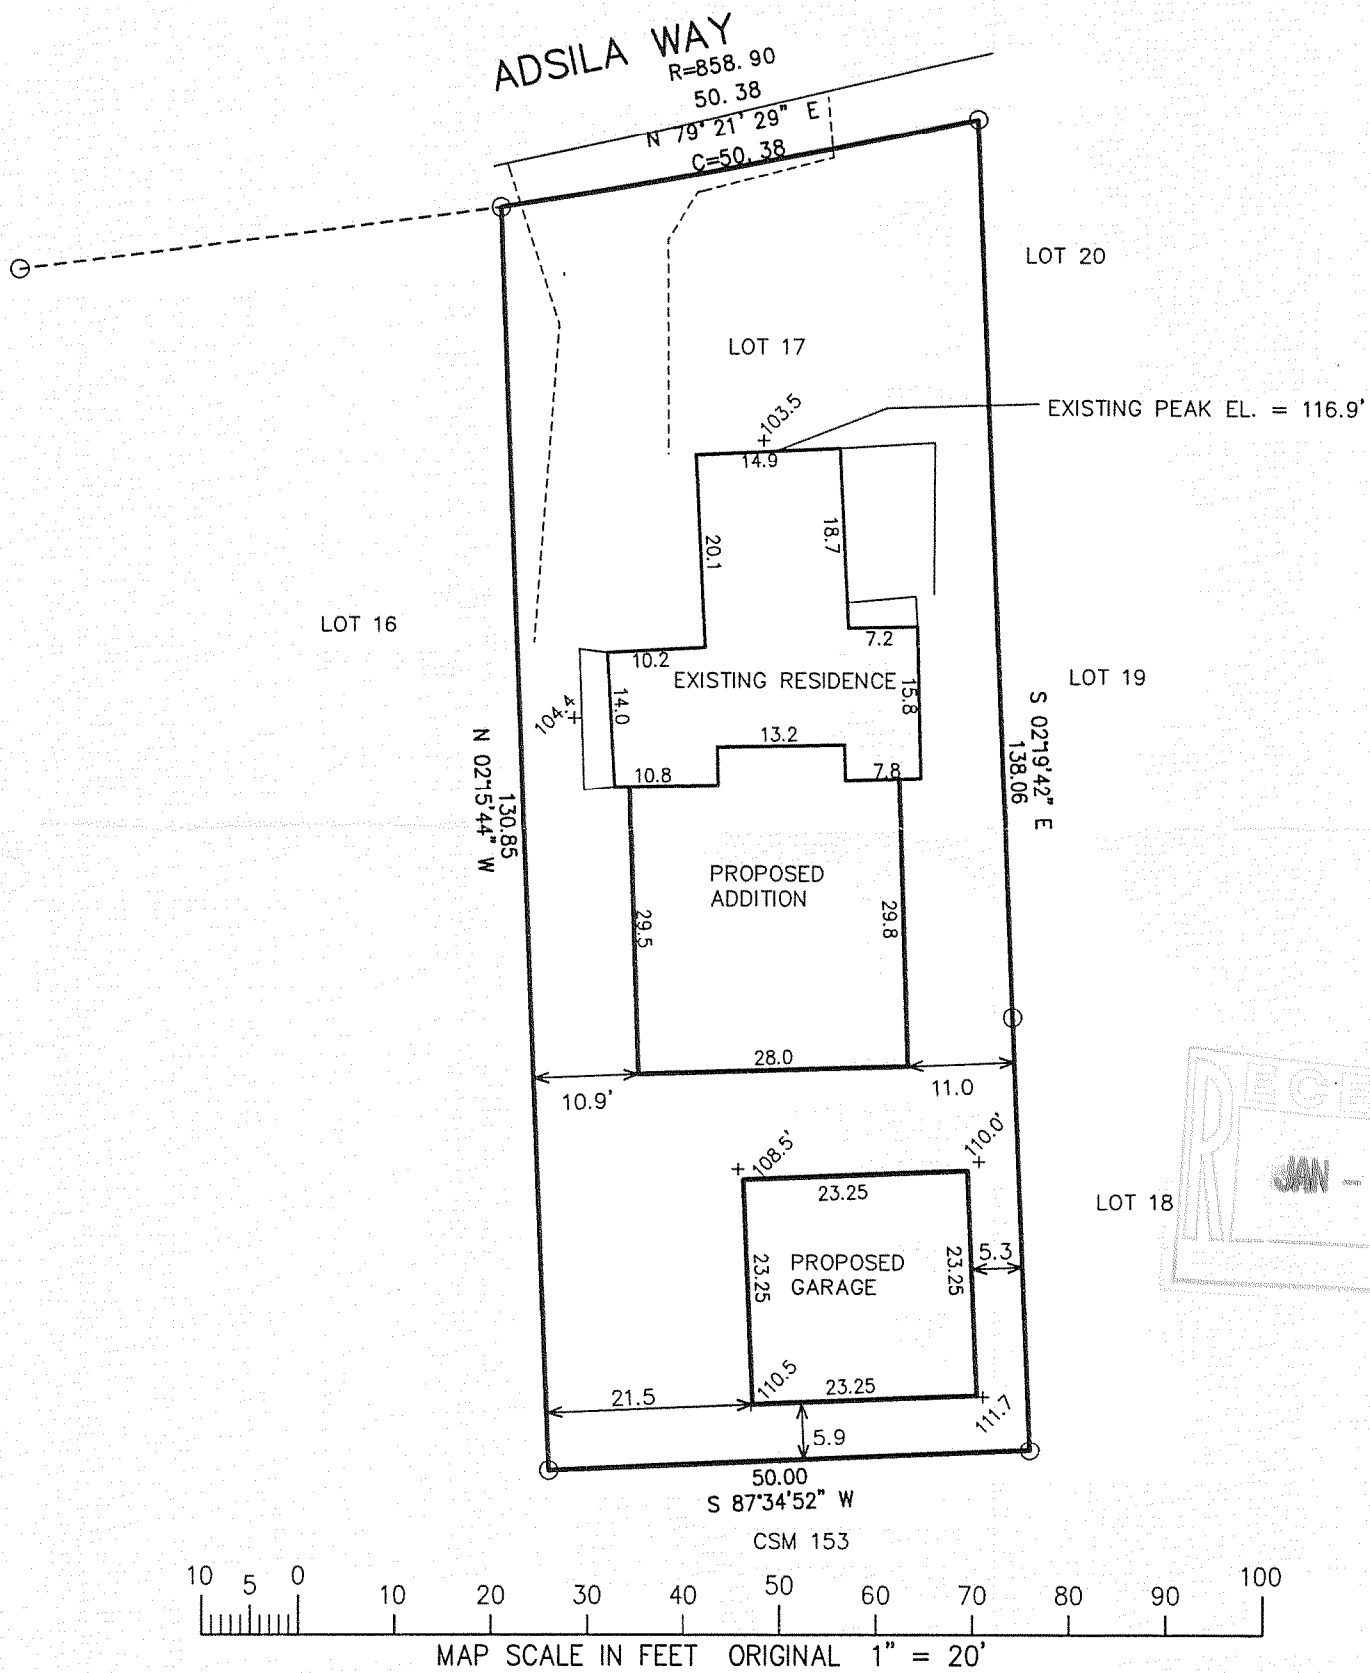 ADSILA WAY
R=858.90
50.38
N 79° 21' 29" E
C=50.38
LOT 20
LOT 17
103.5
EXISTING PEAK EL. = 116.9'
14.9
20.1
18.7
LOT 16
7.2
10.2
EXISTING RESIDENCE
LOT 19
104.4
14.0
15.8
13.2
10.8
7.8
N 02°15'44" W
130.85
S 02°19'42" E
138.06
PROPOSED
ADDITION
29.5
29.8
28.0
10.9'
11.0
108.5'
110.0'
23.25
LOT 18
JAN -
23.25
PROPOSED
GARAGE
23.25
5.3
21.5
110.5
23.25
111.7
5.9
50.00
S 87°34'52" W
CSM 153
10 5 0 10 20 30 40 50 60 70 80 90 100
MAP SCALE IN FEET ORIGINAL 1" = 20'